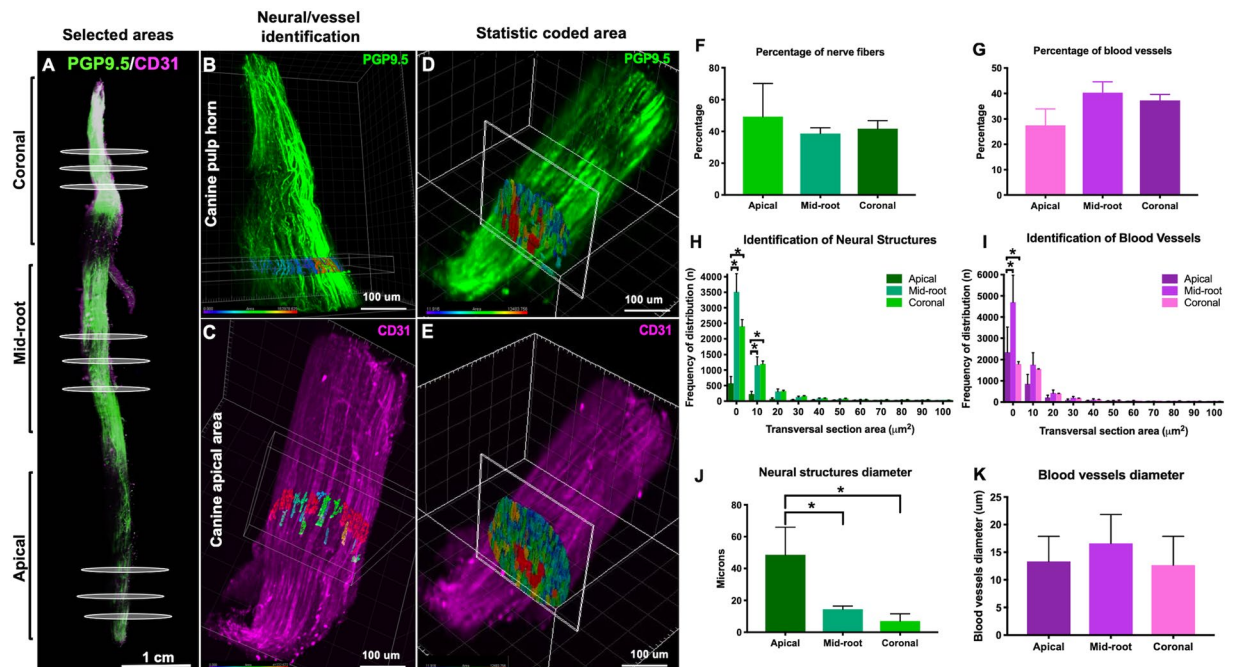 Selected areas
Neural/vessel
identification
Statistic coded area
A
PGP9.5/CD31
Coronal
Mid-root
Apical
1 cm
B
PGP9.5
Canine pulp horn
100 um
C
CD31
Canine apical area
100 um
D
PGP9.5
100 um
E
CD31
100 um
F
Percentage of nerve fibers
Percentage
80
60
40
20
0
Apical
Mid-root
Coronal
G
Percentage of blood vessels
Percentage
50
40
30
20
10
0
Apical
Mid-root
Coronal
H
Identification of Neural Structures
Frequency of distribution (n)
4000
3500
3000
2500
2000
1500
1000
500
0
* *
* *
Apical
Mid-root
Coronal
0 10 20 30 40 50 60 70 80 90 100
Transversal section area (μm²)
I
Identification of Blood Vessels
Frequency of distribution (n)
6000
4000
2000
0
* *
Apical
Mid-root
Coronal
0 10 20 30 40 50 60 70 80 90 100
Transversal section area (μm²)
J
Neural structures diameter
Microns
80
60
40
20
0
*
*
Apical
Mid-root
Coronal
K
Blood vessels diameter
Blood vessels diameter (um)
25
20
15
10
5
0
Apical
Mid-root
Coronal